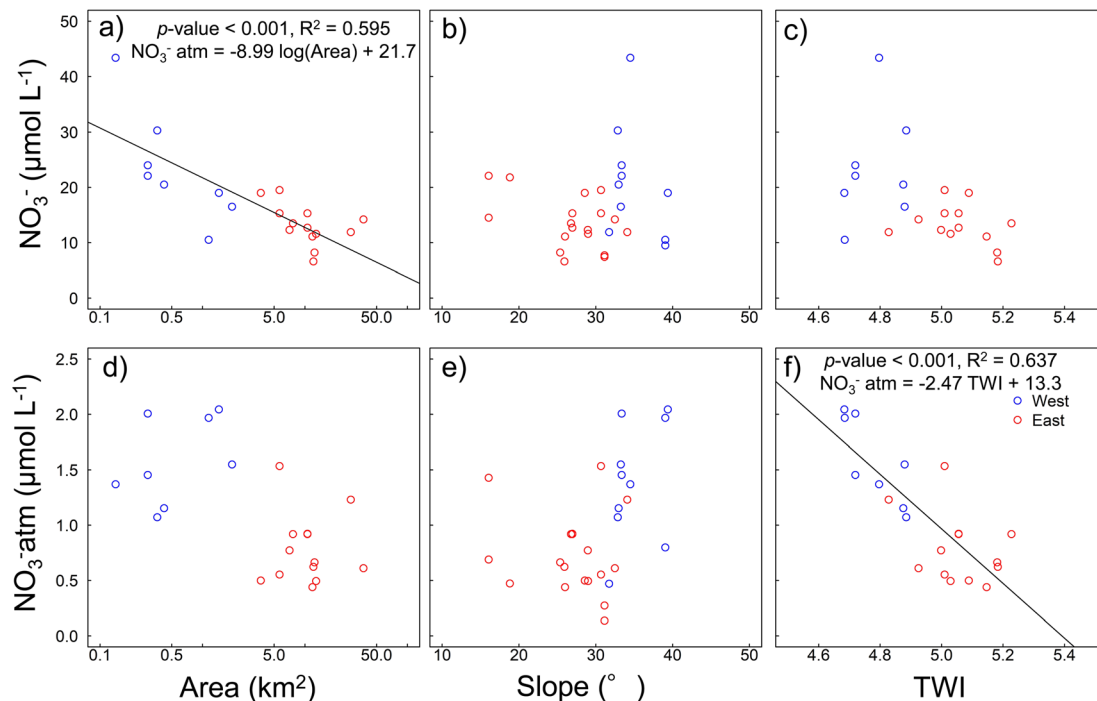 a)
p-value < 0.001, R² = 0.595
NO₃⁻ atm = -8.99 log(Area) + 21.7
b)
c)
NO₃⁻ (µmol L⁻¹)
50
40
30
20
10
0
0.1 0.5 5.0 50.0
10 20 30 40 50
4.6 4.8 5.0 5.2 5.4
d)
e)
f)
p-value < 0.001, R² = 0.637
NO₃⁻ atm = -2.47 TWI + 13.3
West
East
NO₃⁻atm (µmol L⁻¹)
2.5
2.0
1.5
1.0
0.5
0.0
0.1 0.5 5.0 50.0
10 20 30 40 50
4.6 4.8 5.0 5.2 5.4
Area (km²)
Slope (° )
TWI